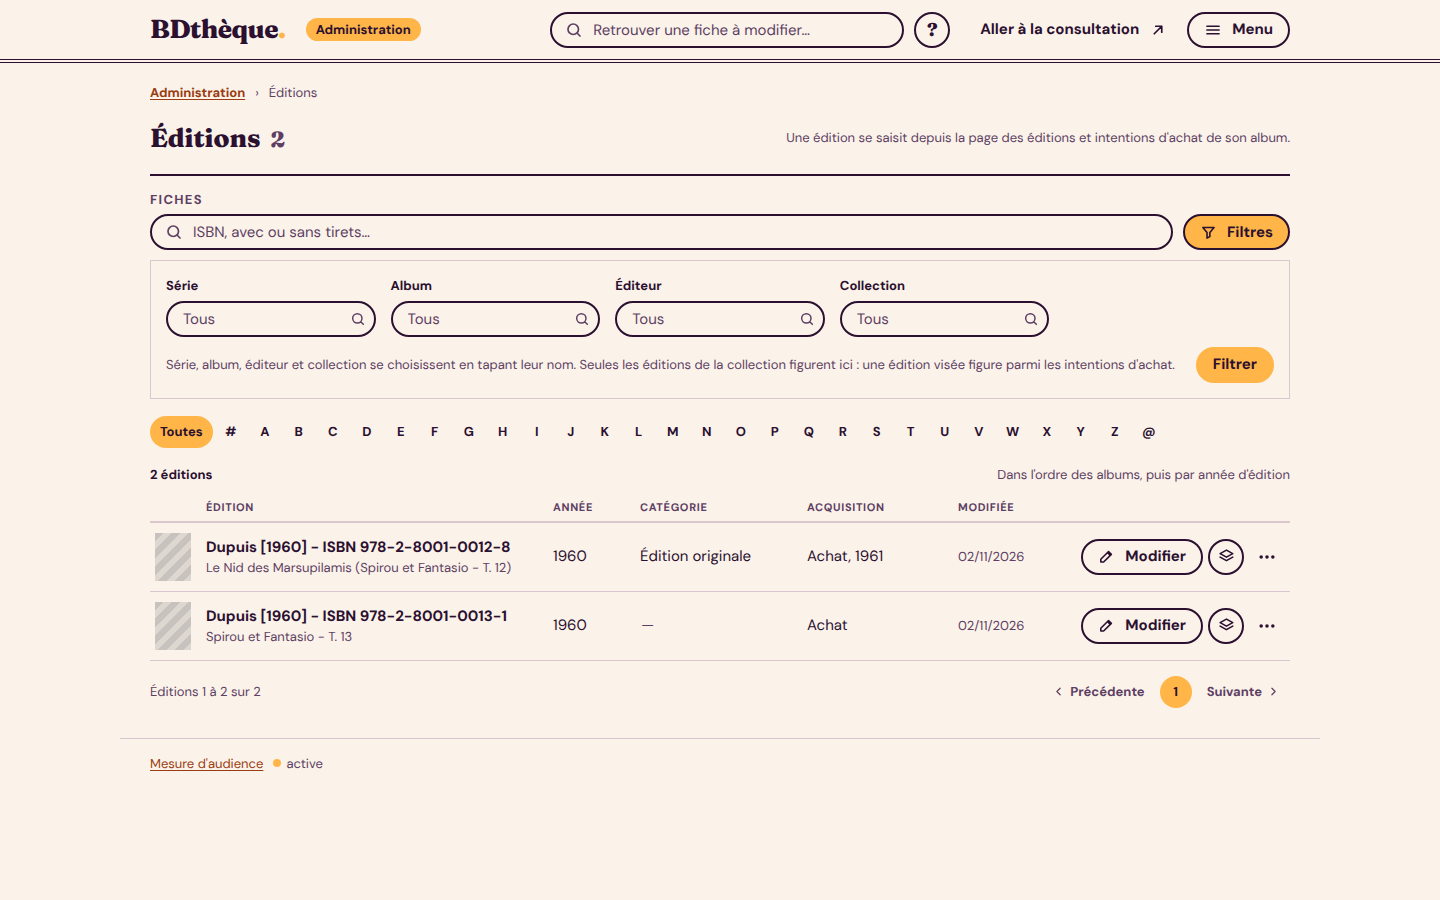 BDthèque. Administration Retrouver une fiche à modifier... ? Aller à la consultation Menu
Administration › Éditions
Éditions 2 Une édition se saisit depuis la page des éditions et intentions d'achat de son album.
FICHES
ISBN, avec ou sans tirets... Filtres
Série Album Éditeur Collection
Tous Tous Tous Tous
Série, album, éditeur et collection se choisissent en tapant leur nom. Seules les éditions de la collection figurent ici : une édition visée figure parmi les intentions d'achat. Filtrer
Toutes # A B C D E F G H I J K L M N O P Q R S T U V W X Y Z @
2 éditions Dans l'ordre des albums, puis par année d'édition
ÉDITION ANNÉE CATÉGORIE ACQUISITION MODIFIÉE
Dupuis [1960] - ISBN 978-2-8001-0012-8 1960 Édition originale Achat, 1961 02/11/2026 Modifier
Le Nid des Marsupilamis (Spirou et Fantasio - T. 12)
Dupuis [1960] - ISBN 978-2-8001-0013-1 1960 — Achat 02/11/2026 Modifier
Spirou et Fantasio - T. 13
Éditions 1 à 2 sur 2 Précédente 1 Suivante
Mesure d'audience active